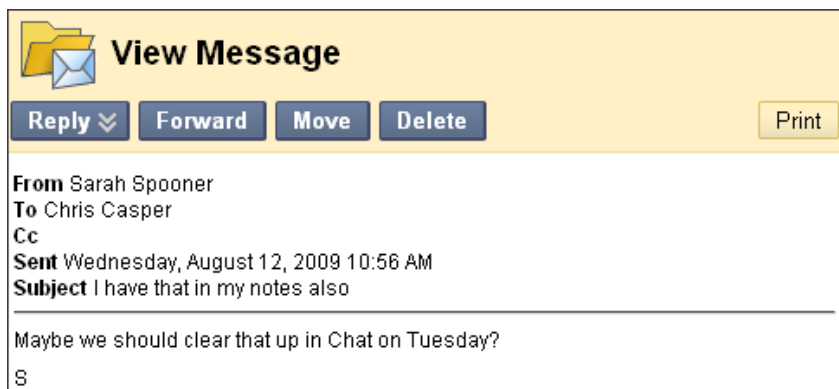 View Message
Reply Forward Move Delete Print
From Sarah Spooner
To Chris Casper
Cc
Sent Wednesday, August 12, 2009 10:56 AM
Subject I have that in my notes also
Maybe we should clear that up in Chat on Tuesday?
S